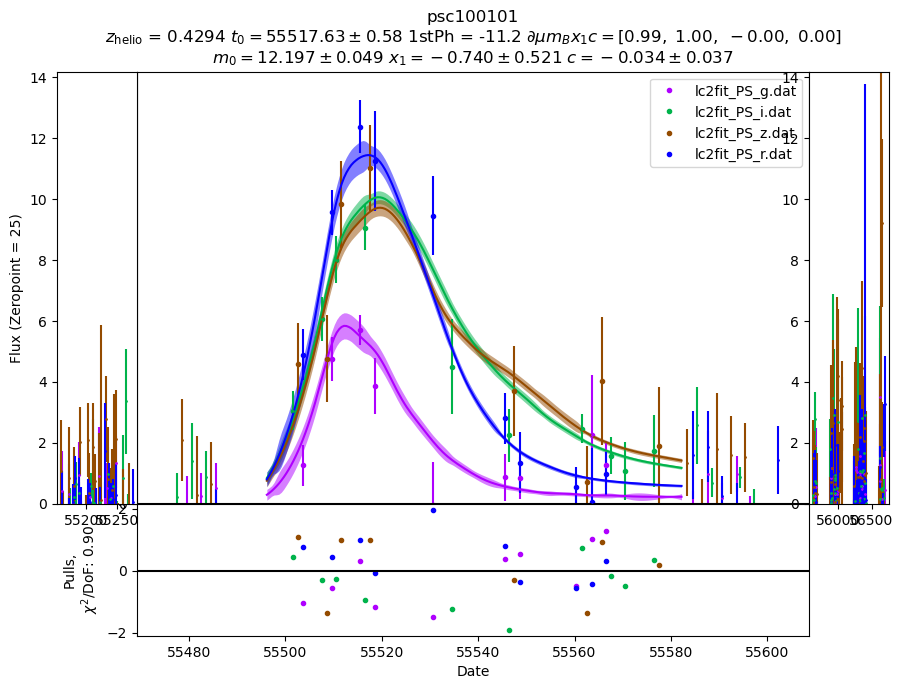 psc100101
z_helio = 0.4294 t_0 = 55517.63 ± 0.58 1stPh = -11.2 ∂μm_Bx_1c = [0.99, 1.00, −0.00, 0.00]
m_0 = 12.197 ± 0.049 x_1 = −0.740 ± 0.521 c = −0.034 ± 0.037
lc2fit_PS_g.dat
lc2fit_PS_i.dat
lc2fit_PS_z.dat
lc2fit_PS_r.dat
Flux (Zeropoint = 25)
14
12
10
8
6
4
2
0
14
12
10
8
6
4
2
0
55200
55250
56000
56500
Pulls,
χ²/DoF: 0.90
2
0
−2
55480
55500
55520
55540
55560
55580
55600
Date